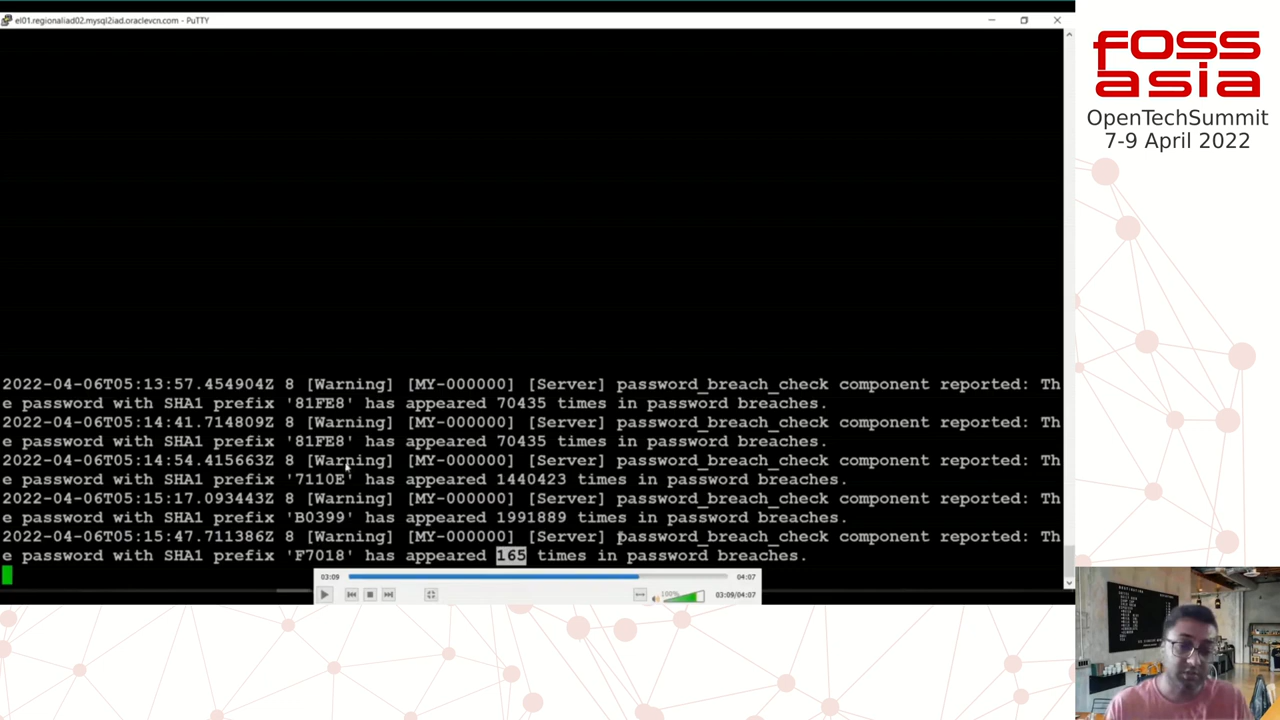 el01.regionaliad02.mysql2iad.oraclevcn.com - PuTTY
2022-04-06T05:13:57.454904Z 8 [Warning] [MY-000000] [Server] password_breach_check component reported: Th
e password with SHA1 prefix '81FE8' has appeared 70435 times in password breaches.
2022-04-06T05:14:41.714809Z 8 [Warning] [MY-000000] [Server] password_breach_check component reported: Th
e password with SHA1 prefix '81FE8' has appeared 70435 times in password breaches.
2022-04-06T05:14:54.415663Z 8 [Warning] [MY-000000] [Server] password_breach_check component reported: Th
e password with SHA1 prefix '7110E' has appeared 1440423 times in password breaches.
2022-04-06T05:15:17.093443Z 8 [Warning] [MY-000000] [Server] password_breach_check component reported: Th
e password with SHA1 prefix 'B0399' has appeared 1991889 times in password breaches.
2022-04-06T05:15:47.711386Z 8 [Warning] [MY-000000] [Server] password_breach_check component reported: Th
e password with SHA1 prefix 'F7018' has appeared 165 times in password breaches.
03:09
04:07
100%
03:09/04:07
FOSS
asia
OpenTechSummit
7-9 April 2022